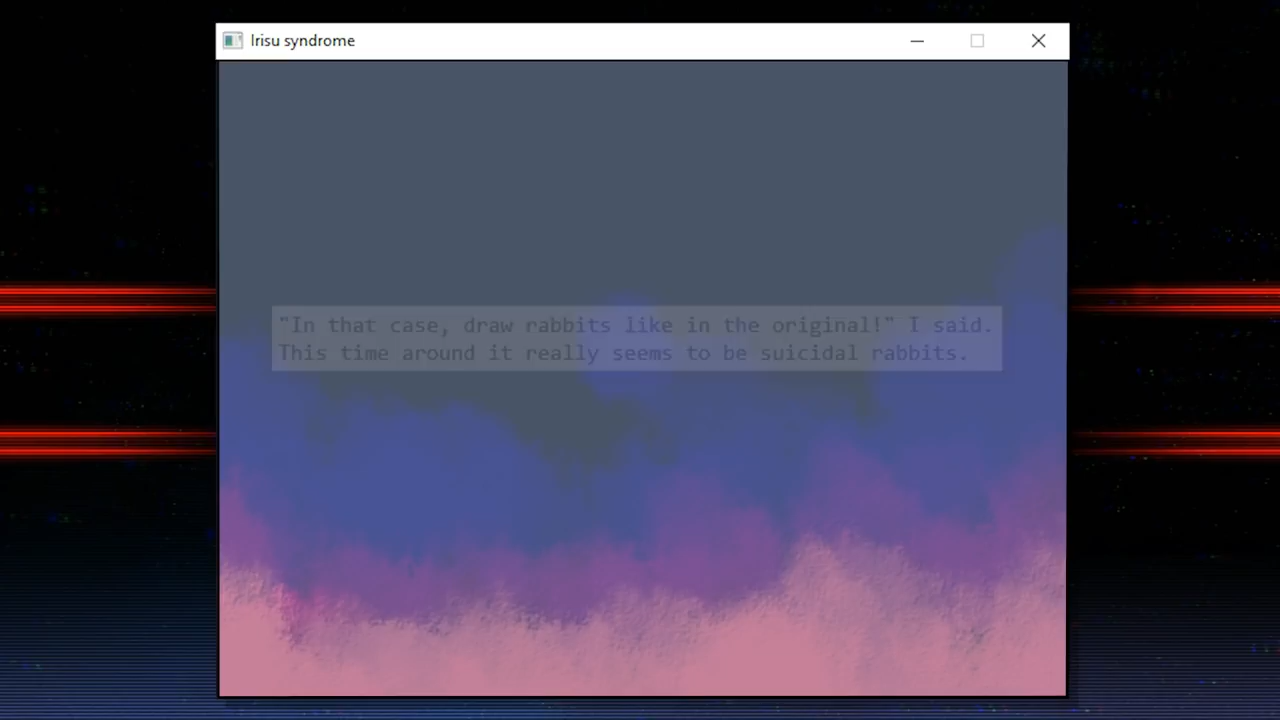 Irisu syndrome
"In that case, draw rabbits like in the original!" I said.
This time around it really seems to be suicidal rabbits.